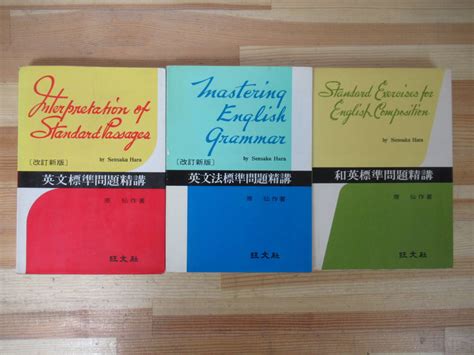 Interpretation of
Standard Passages
〔改訂新版〕
by Sensaku Hara
英文標準問題精講
原 仙作著
旺文社
Mastering
English
Grammar
〔改訂新版〕
by Sensaku Hara
英文法標準問題精講
原 仙作著
旺文社
Standard Exercises for
English Composition
by Sensaku Hara
和英標準問題精講
原 仙作著
旺文社